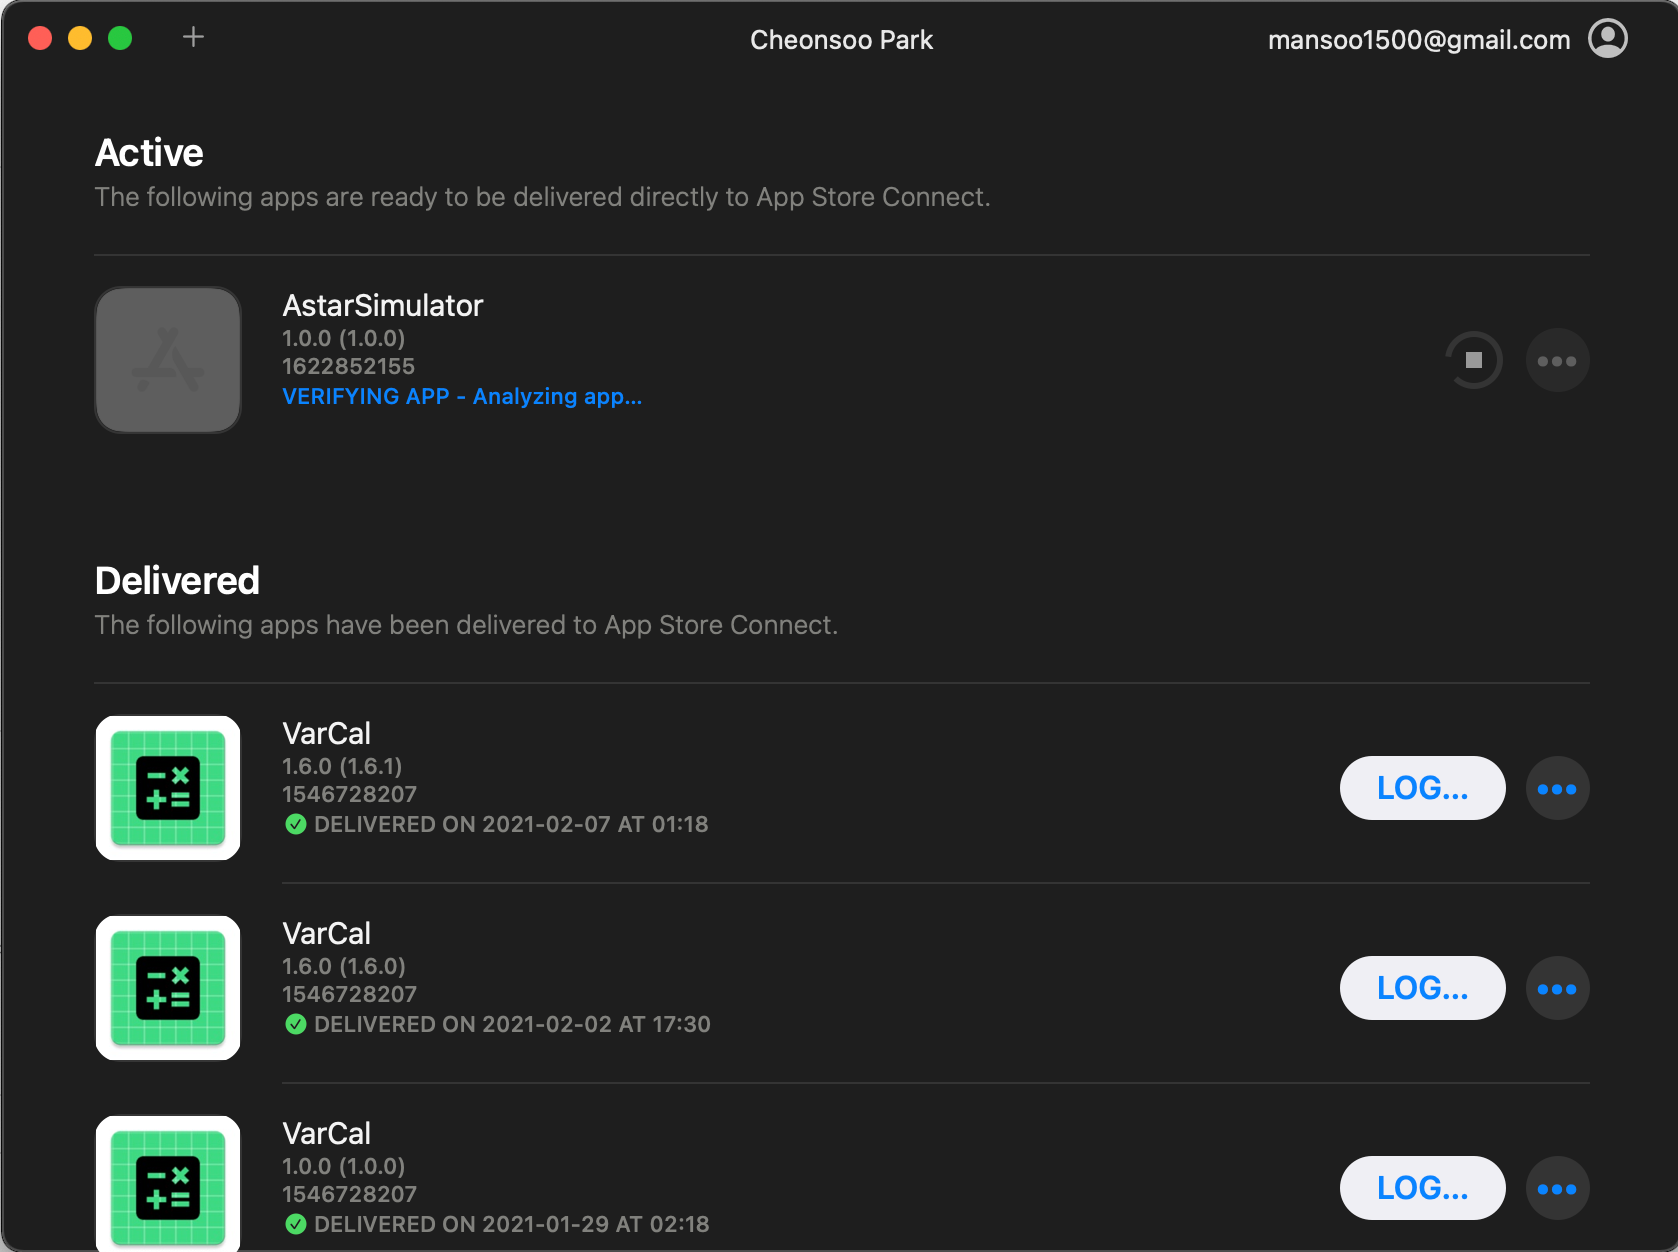 Cheonsoo Park
mansoo1500@gmail.com
Active
The following apps are ready to be delivered directly to App Store Connect.
AstarSimulator
1.0.0 (1.0.0)
1622852155
VERIFYING APP - Analyzing app...
Delivered
The following apps have been delivered to App Store Connect.
VarCal
1.6.0 (1.6.1)
1546728207
DELIVERED ON 2021-02-07 AT 01:18
LOG...
VarCal
1.6.0 (1.6.0)
1546728207
DELIVERED ON 2021-02-02 AT 17:30
LOG...
VarCal
1.0.0 (1.0.0)
1546728207
DELIVERED ON 2021-01-29 AT 02:18
LOG...